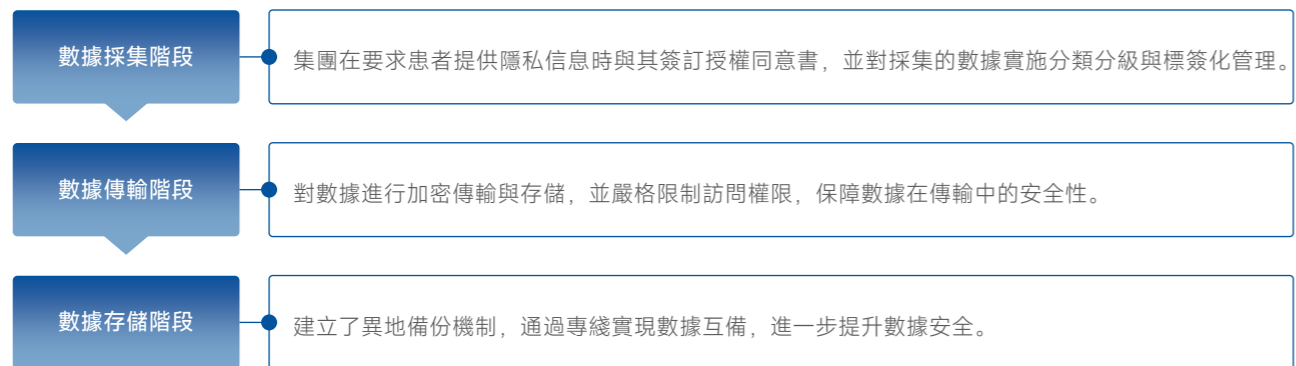 數據採集階段
集團在要求患者提供隱私信息時與其簽訂授權同意書，並對採集的數據實施分類分級與標簽化管理。
數據傳輸階段
對數據進行加密傳輸與存儲，並嚴格限制訪問權限，保障數據在傳輸中的安全性。
數據存儲階段
建立了異地備份機制，通過專綫實現數據互備，進一步提升數據安全。